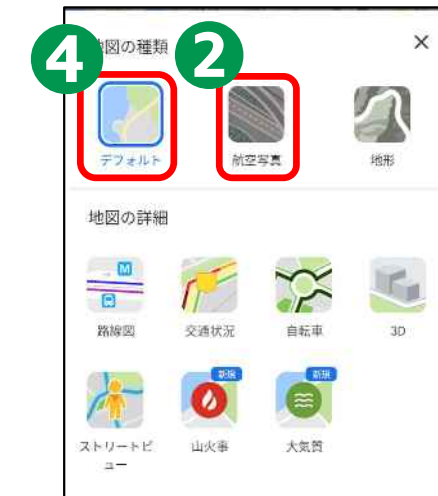 4
2
地図の種類
×
デフォルト
航空写真
地形
地図の詳細
M
路線図
交通状況
自転車
3D
新規
新規
ストリートビ
ュー
山火事
大気質